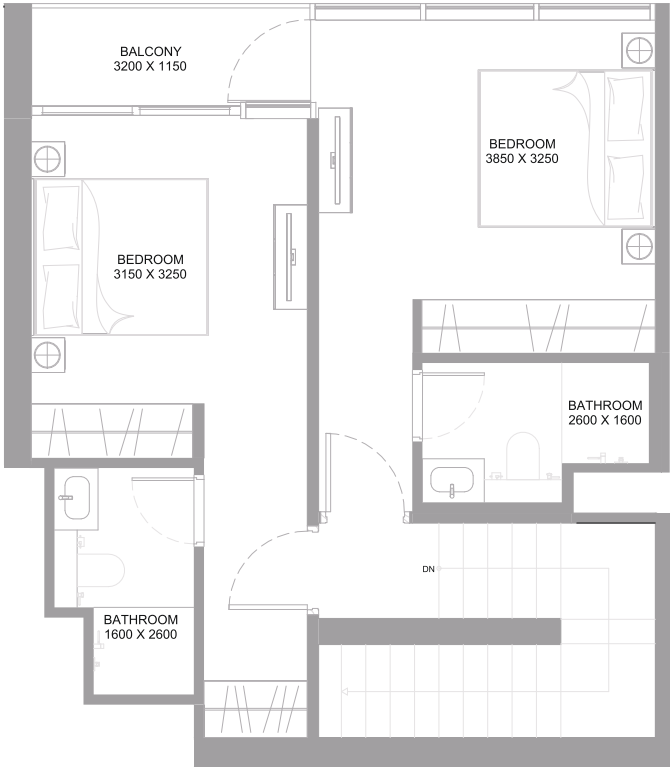 BALCONY
3200 X 1150
BEDROOM
3850 X 3250
BEDROOM
3150 X 3250
BATHROOM
2600 X 1600
DN
BATHROOM
1600 X 2600